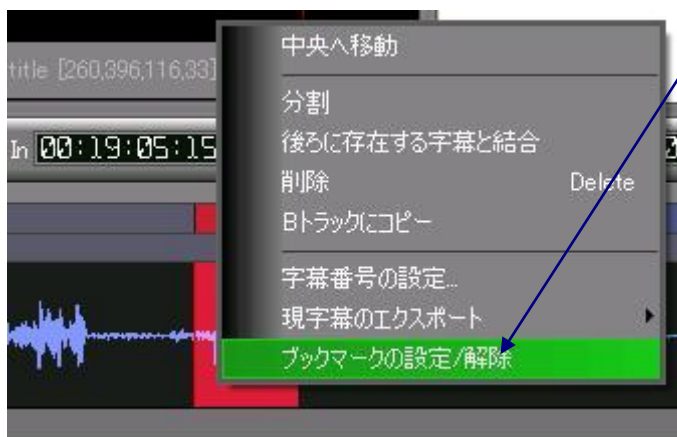 title [260,396,116,33]
In 00:19:05:15
中央へ移動
分割
後ろに存在する字幕と結合
削除 Delete
Bトラックにコピー
字幕番号の設定...
現字幕のエクスポート
ブックマークの設定/解除